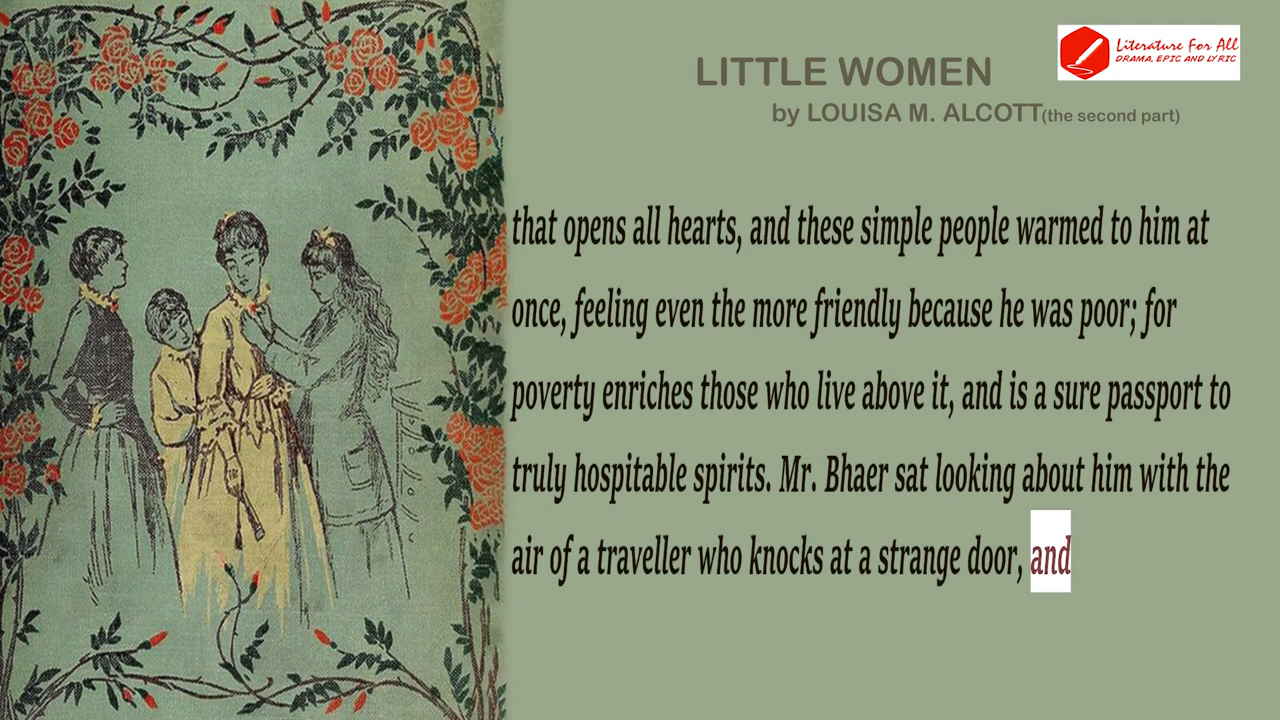 LITTLE WOMEN
by LOUISA M. ALCOTT(the second part)
Literature For All
DRAMA, EPIC AND LYRIC
that opens all hearts, and these simple people warmed to him at
once, feeling even the more friendly because he was poor; for
poverty enriches those who live above it, and is a sure passport to
truly hospitable spirits. Mr. Bhaer sat looking about him with the
air of a traveller who knocks at a strange door, and